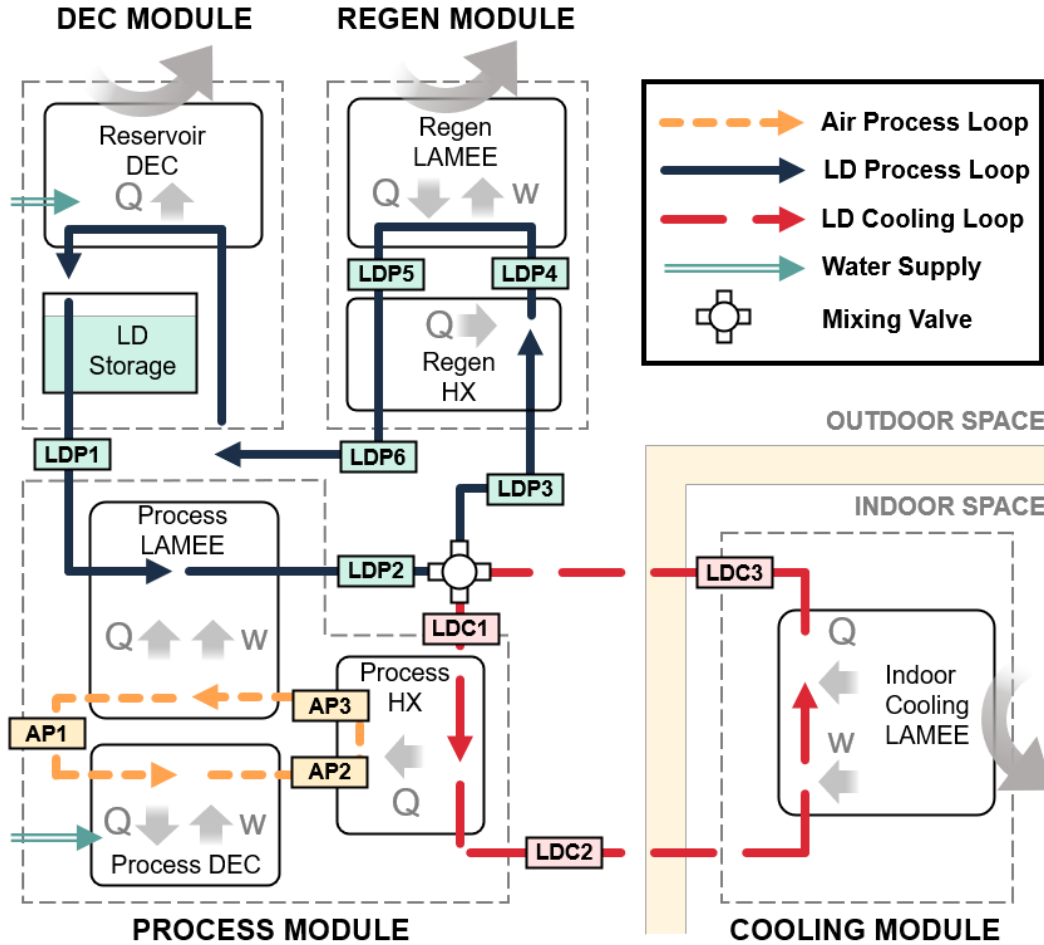 DEC MODULE
REGEN MODULE
Reservoir
DEC
Q
Regen
LAMEE
Q
w
LDP5
LDP4
Q
Regen
HX
LD
Storage
LDP1
LDP6
LDP3
Air Process Loop
LD Process Loop
LD Cooling Loop
Water Supply
Mixing Valve
OUTDOOR SPACE
INDOOR SPACE
Process
LAMEE
LDP2
LDC3
LDC1
Q
w
Process
HX
Q
AP3
AP1
AP2
Q
Q
w
Process DEC
Indoor
Cooling
LAMEE
w
LDC2
PROCESS MODULE
COOLING MODULE